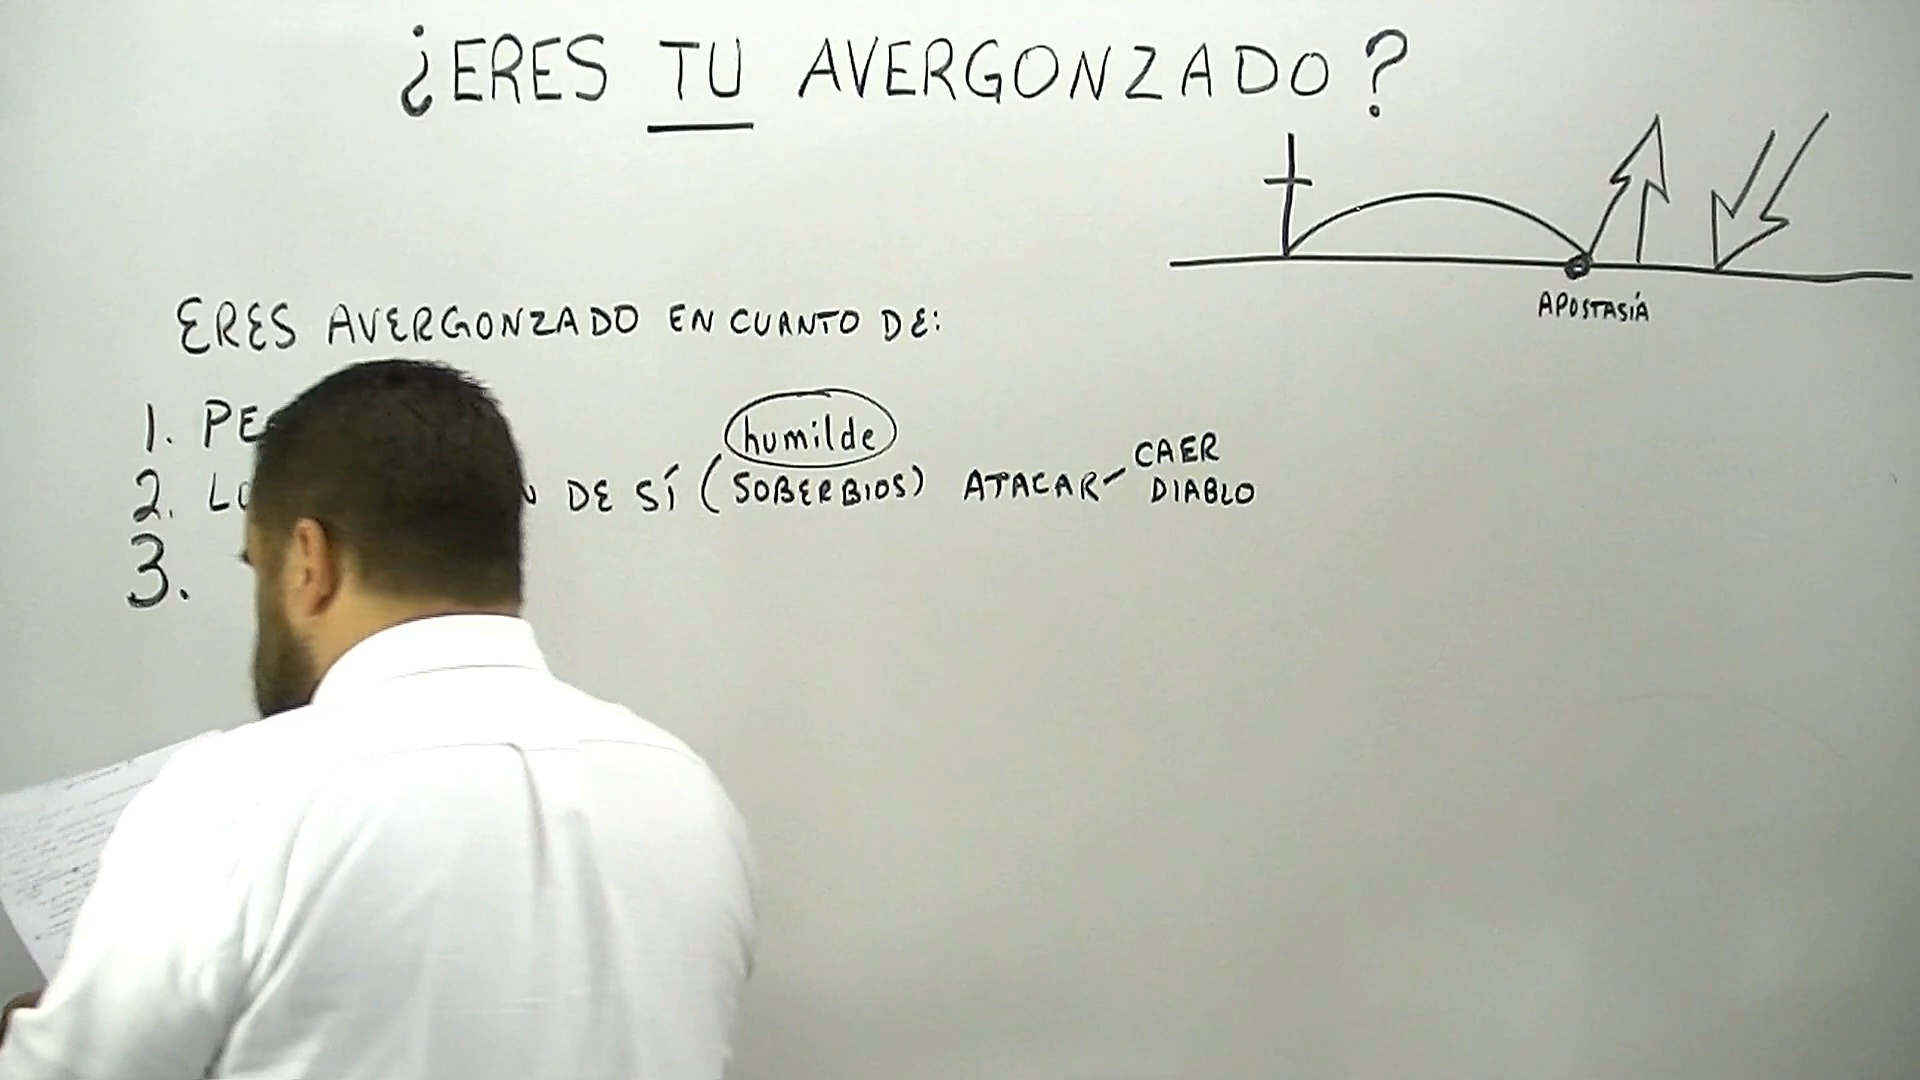 ¿ERES TU AVERGONZADO?
APOSTASÍA
ERES AVERGONZADO EN CUANTO DE:
1. PE
humilde
2. LO DE SÍ (SOBERBIOS) ATACAR - CAER
DIABLO
3.